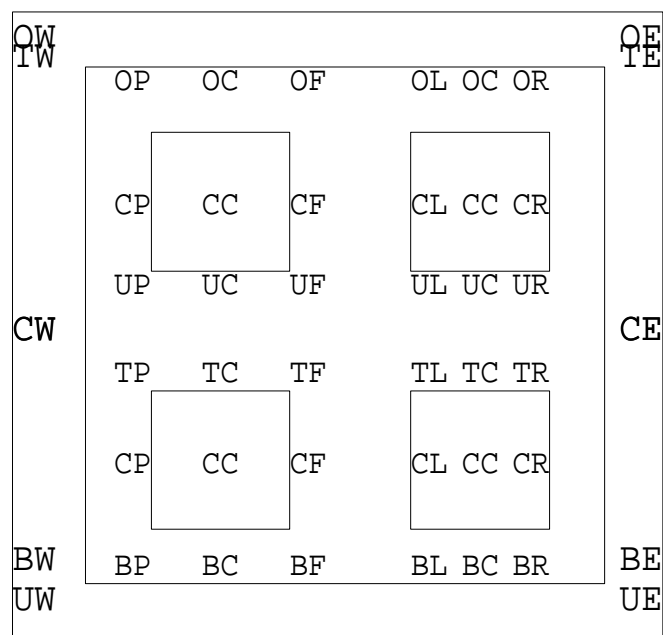 OW OE
TW TE
OP OC OF OL OC OR
CP CC CF CL CC CR
UP UC UF UL UC UR
CW CE
TP TC TF TL TC TR
CP CC CF CL CC CR
BW BE
BP BC BF BL BC BR
UW UE